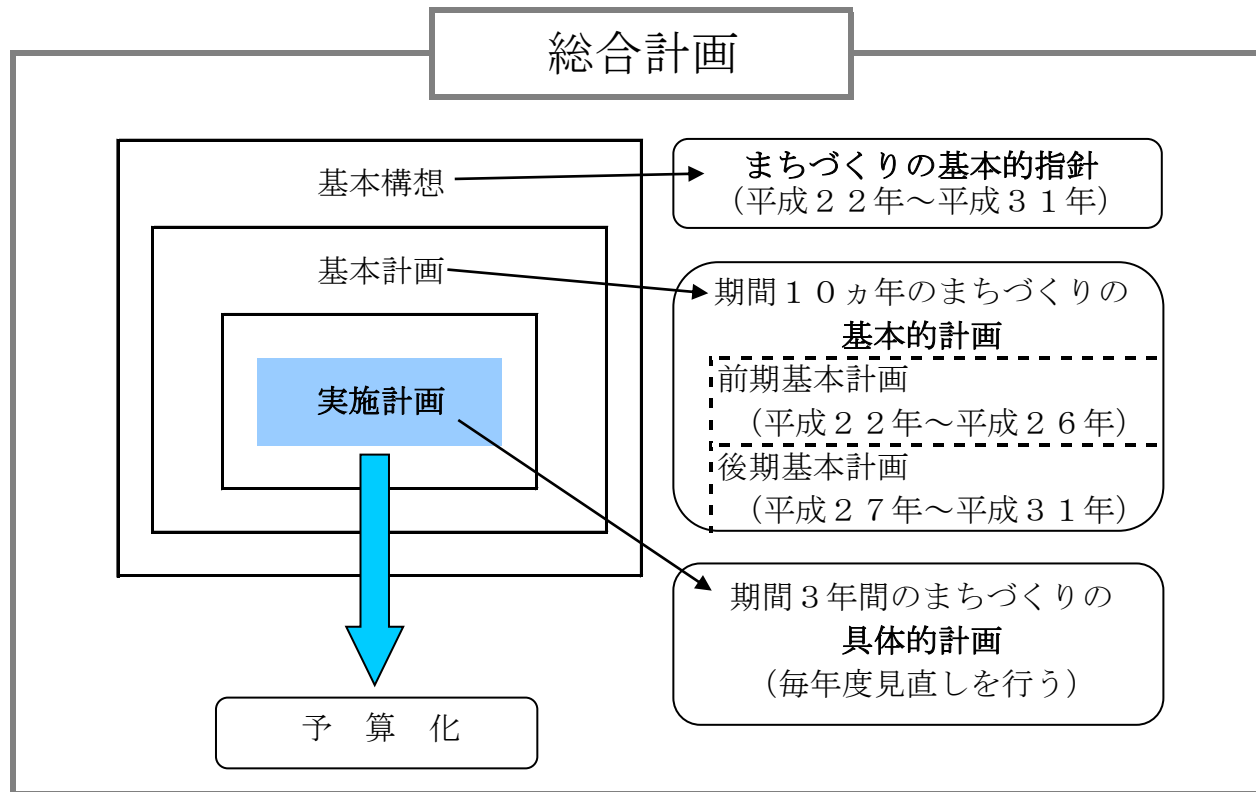 総合計画
基本構想
まちづくりの基本的指針
（平成２２年～平成３１年）
基本計画
期間１０ヵ年のまちづくりの
基本的計画
前期基本計画
（平成２２年～平成２６年）
後期基本計画
（平成２７年～平成３１年）
実施計画
期間３年間のまちづくりの
具体的計画
（毎年度見直しを行う）
予　算　化